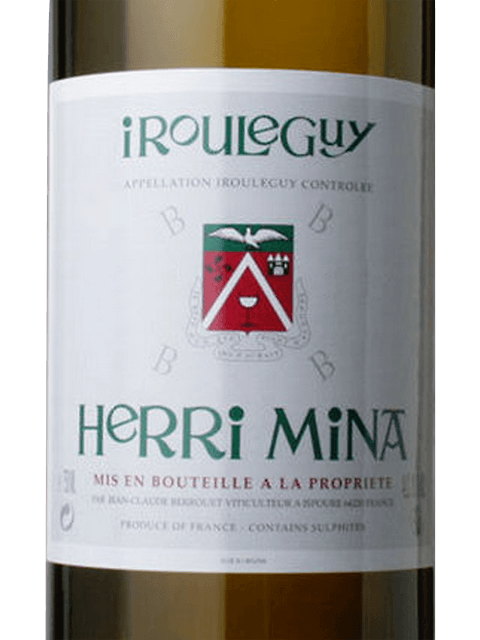 IROULEGUY
APPELLATION IROULEGUY CONTROLÉE
B B
B B
HERRI MINA
MIS EN BOUTEILLE A LA PROPRIETE
PAR JEAN-CLAUDE BERROUET VITICULTEUR A ISPOURE 64220 FRANCE
PRODUCE OF FRANCE - CONTAINS SULPHITES